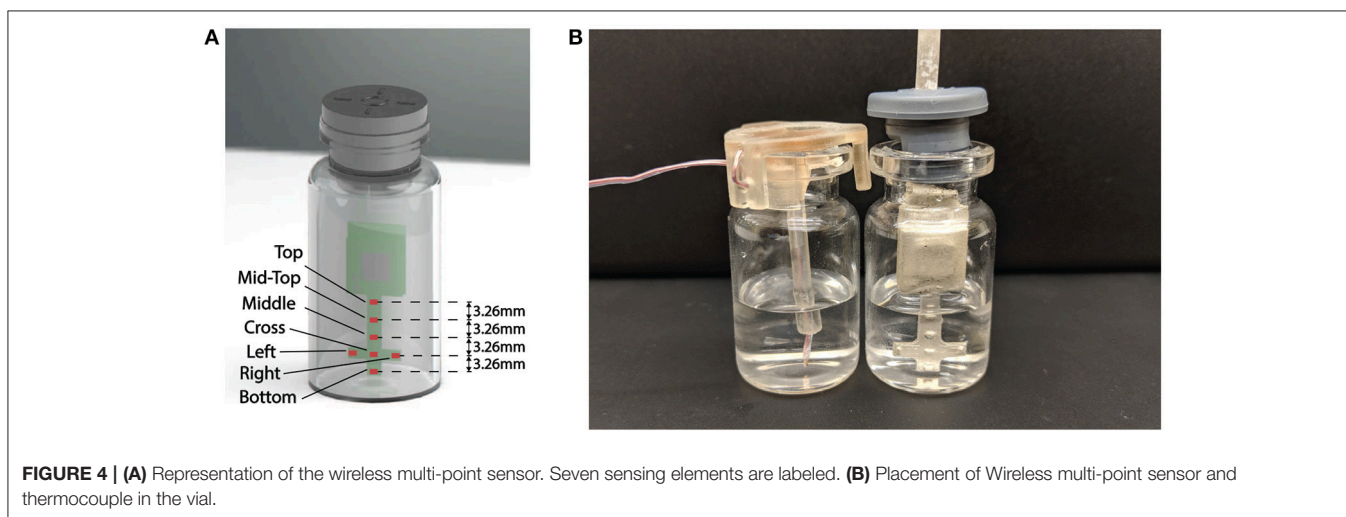 A
B
Top
Mid-Top
Middle
Cross
Left
Right
Bottom
3.26mm
3.26mm
3.26mm
3.26mm
FIGURE 4 | (A) Representation of the wireless multi-point sensor. Seven sensing elements are labeled. (B) Placement of Wireless multi-point sensor and
thermocouple in the vial.